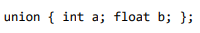 union { int a; float b; };